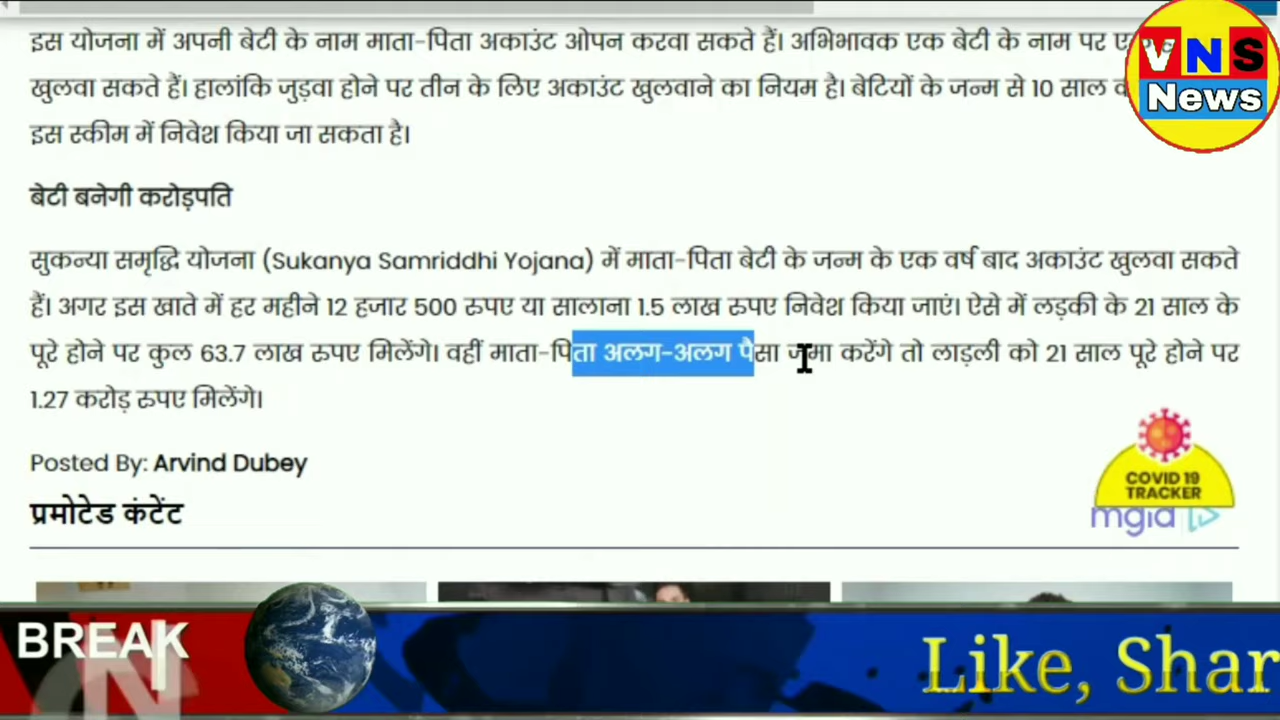 इस योजना में अपनी बेटी के नाम माता-पिता अकाउंट ओपन करवा सकते हैं। अभिभावक एक बेटी के नाम पर
VNS
News
खुलवा सकते हैं। हालांकि जुड़वा होने पर तीन के लिए अकाउंट खुलवाने का नियम है। बेटियों के जन्म से 10 साल
इस स्कीम में निवेश किया जा सकता है।
बेटी बनेगी करोड़पति
सुकन्या समृद्धि योजना (Sukanya Samriddhi Yojana) में माता-पिता बेटी के जन्म के एक वर्ष बाद अकाउंट खुलवा सकते
हैं। अगर इस खाते में हर महीने 12 हजार 500 रुपए या सालाना 1.5 लाख रुपए निवेश किया जाएं। ऐसे में लड़की के 21 साल के
पूरे होने पर कुल 63.7 लाख रुपए मिलेंगे। वहीं माता-पिता अलग-अलग पैसा जमा करेंगे तो लाड़ली को 21 साल पूरे होने पर
1.27 करोड़ रुपए मिलेंगे।
Posted By: Arvind Dubey
COVID 19
TRACKER
प्रमोटेड कंटेंट
mgid
BREAK
Like, Shar